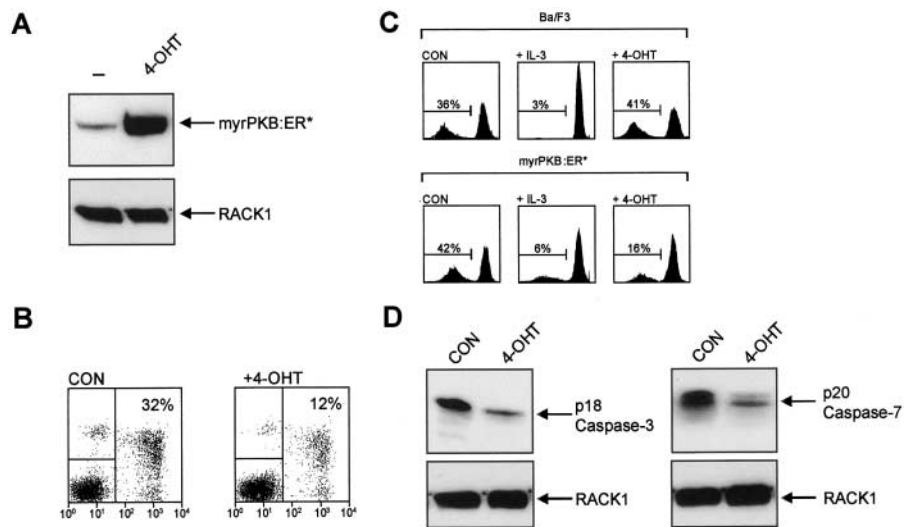 A
–
4-OHT
myrPKB:ER*
RACK1
B
CON
32%
10⁰ 10¹ 10² 10³ 10⁴
+4-OHT
12%
10⁰ 10¹ 10² 10³ 10⁴
C
Ba/F3
CON
36%
+ IL-3
3%
+ 4-OHT
41%
myrPKB:ER*
CON
42%
+ IL-3
6%
+ 4-OHT
16%
D
CON
4-OHT
p18
Caspase-3
RACK1
CON
4-OHT
p20
Caspase-7
RACK1